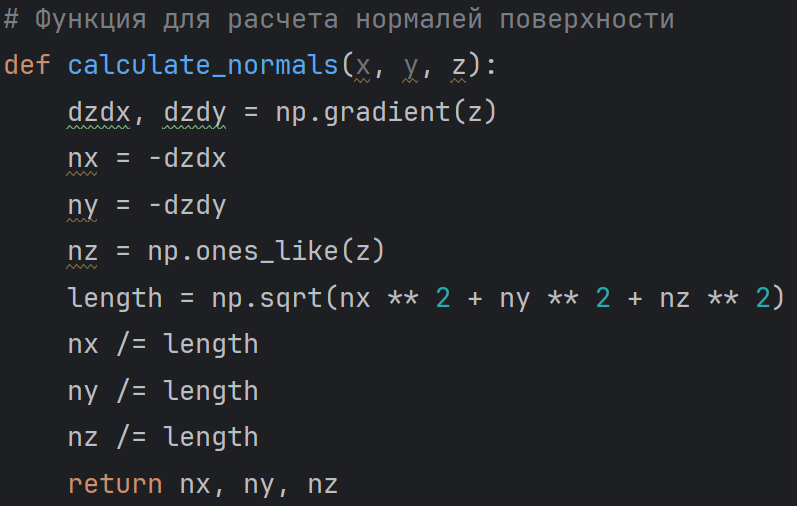 # Функция для расчета нормалей поверхности
def calculate_normals(x, y, z):
    dzdx, dzdy = np.gradient(z)
    nx = -dzdx
    ny = -dzdy
    nz = np.ones_like(z)
    length = np.sqrt(nx ** 2 + ny ** 2 + nz ** 2)
    nx /= length
    ny /= length
    nz /= length
    return nx, ny, nz